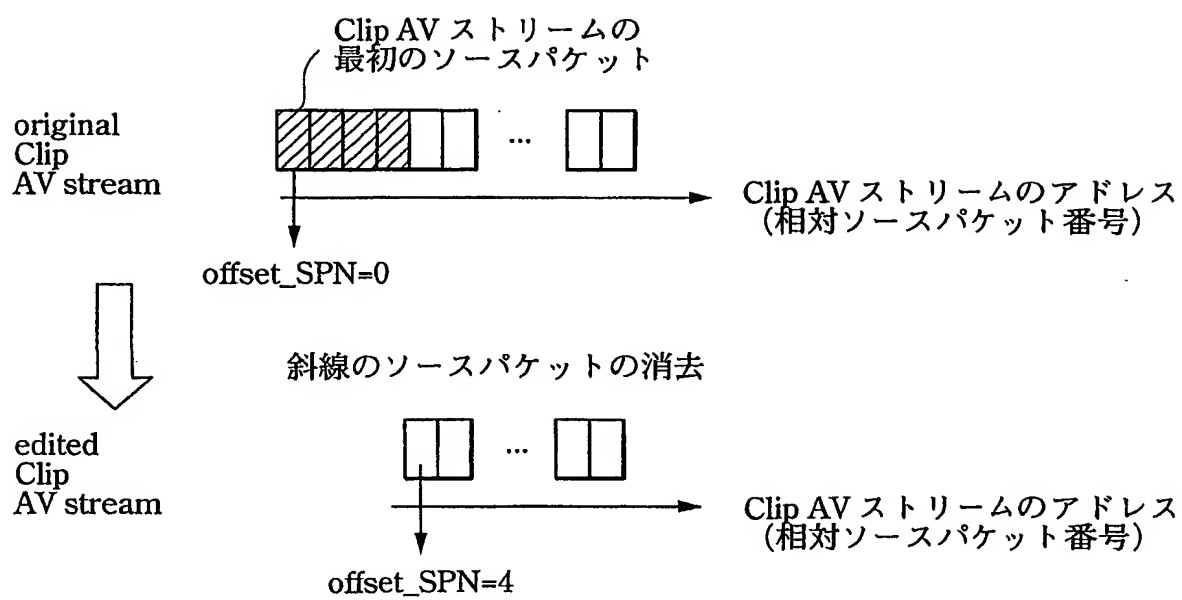 Clip AV ストリームの
最初のソースパケット
original
Clip
AV stream
...
Clip AV ストリームのアドレス
(相対ソースパケット番号)
offset_SPN=0
斜線のソースパケットの消去
edited
Clip
AV stream
...
Clip AV ストリームのアドレス
(相対ソースパケット番号)
offset_SPN=4